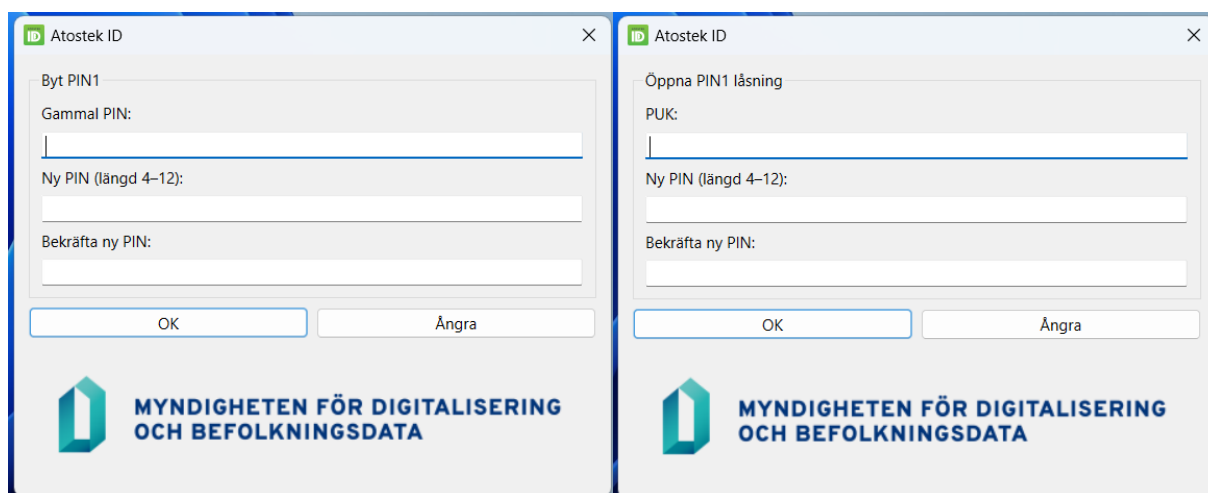 ID Atostek ID
Byt PIN1
Gammal PIN:
Ny PIN (längd 4–12):
Bekräfta ny PIN:
OK Ångra
MYNDIGHETEN FÖR DIGITALISERING
OCH BEFOLKNINGSDATA
ID Atostek ID
Öppna PIN1 låsning
PUK:
Ny PIN (längd 4–12):
Bekräfta ny PIN:
OK Ångra
MYNDIGHETEN FÖR DIGITALISERING
OCH BEFOLKNINGSDATA